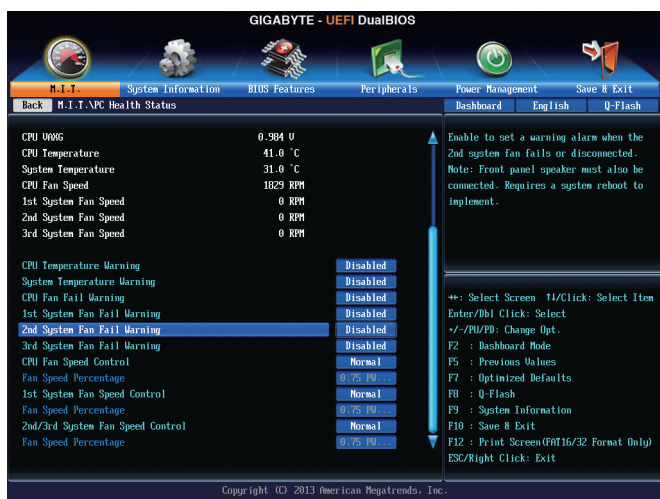 GIGABYTE - UEFI DualBIOS
M.I.T.
System Information
BIOS Features
Peripherals
Power Management
Save & Exit
Back M.I.T.\PC Health Status
Dashboard English Q-Flash
CPU VAXG 0.984 V
CPU Temperature 41.0 °C
System Temperature 31.0 °C
CPU Fan Speed 1829 RPM
1st System Fan Speed 0 RPM
2nd System Fan Speed 0 RPM
3rd System Fan Speed 0 RPM
CPU Temperature Warning Disabled
System Temperature Warning Disabled
CPU Fan Fail Warning Disabled
1st System Fan Fail Warning Disabled
2nd System Fan Fail Warning Disabled
3rd System Fan Fail Warning Disabled
CPU Fan Speed Control Normal
Fan Speed Percentage 0.75 PW...
1st System Fan Speed Control Normal
Fan Speed Percentage 0.75 PW...
2nd/3rd System Fan Speed Control Normal
Fan Speed Percentage 0.75 PW...
Enable to set a warning alarm when the
2nd system fan fails or disconnected.
Note: Front panel speaker must also be
connected. Requires a system reboot to
implement.
→←: Select Screen ↑↓/Click: Select Item
Enter/Dbl Click: Select
+/-/PU/PD: Change Opt.
F2 : Dashboard Mode
F5 : Previous Values
F7 : Optimized Defaults
F8 : Q-Flash
F9 : System Information
F10 : Save & Exit
F12 : Print Screen(FAT16/32 Format Only)
ESC/Right Click: Exit
Copyright (C) 2013 American Megatrends, Inc.